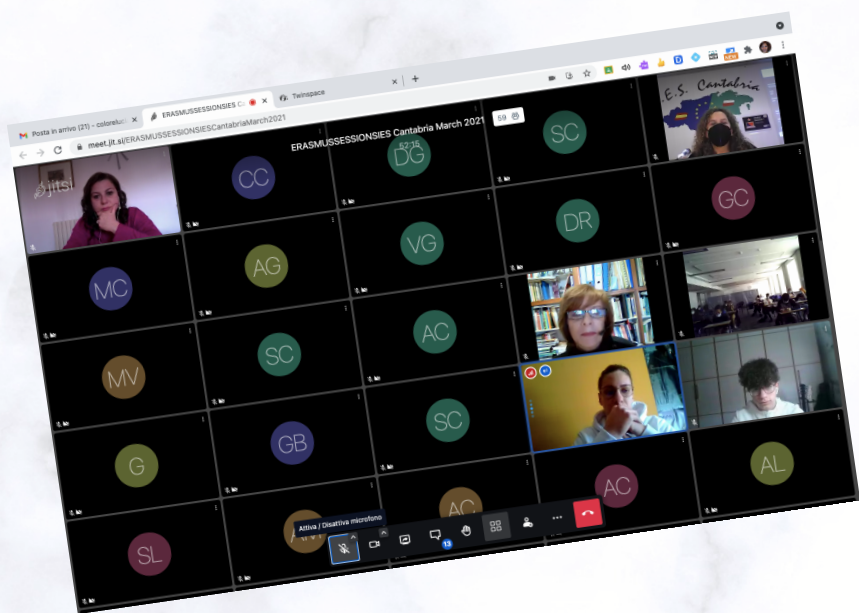 Posta in arrivo (21) - colorelu
ERASMUSSESSIONSIES C
Twinspace
meet.jit.si/ERASMUSSESSIONSIESCantabriaMarch2021
ERASMUSSESSIONSIES Cantabria March 2021
52:15
59
jitsi
CC
DG
SC
.E.S. Cantabria
MC
AG
VG
DR
GC
MV
SC
AC
G
GB
SC
SL
AC
AC
AL
Attiva / Disattiva microfono
13